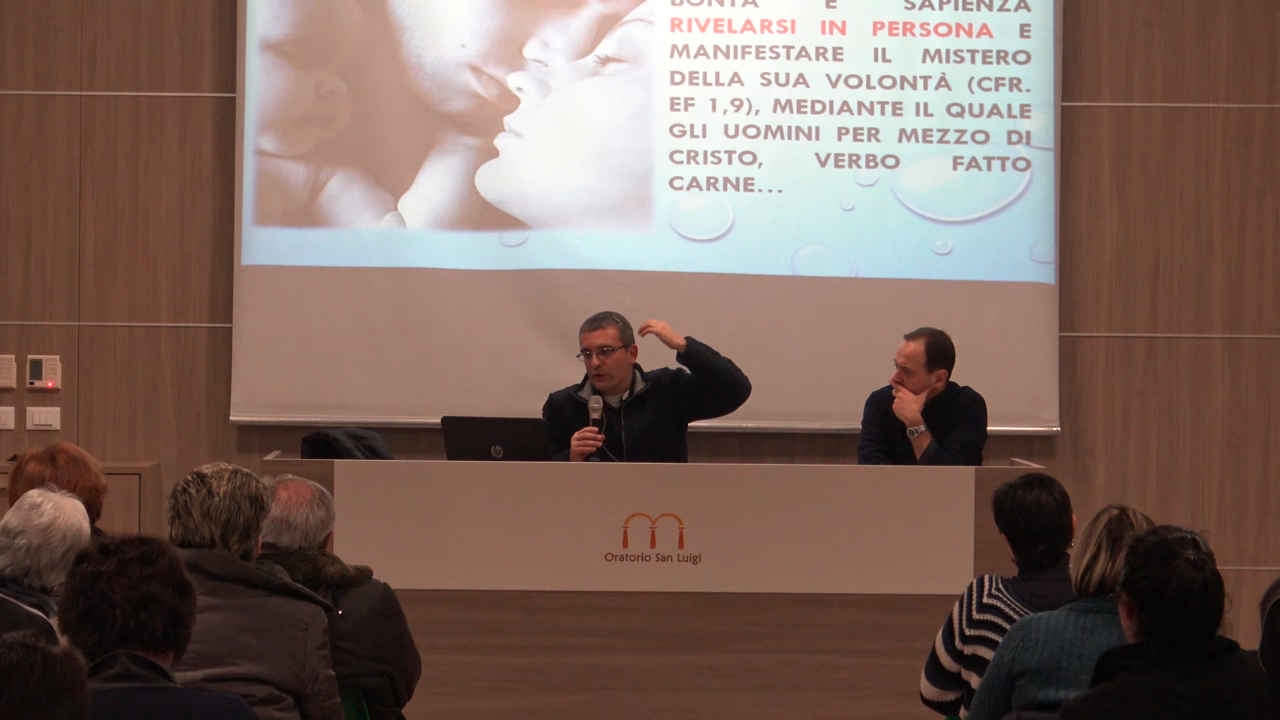 BONTÀ E SAPIENZA
RIVELARSI IN PERSONA E
MANIFESTARE IL MISTERO
DELLA SUA VOLONTÀ (CFR.
EF 1,9), MEDIANTE IL QUALE
GLI UOMINI PER MEZZO DI
CRISTO, VERBO FATTO
CARNE...
Oratorio San Luigi